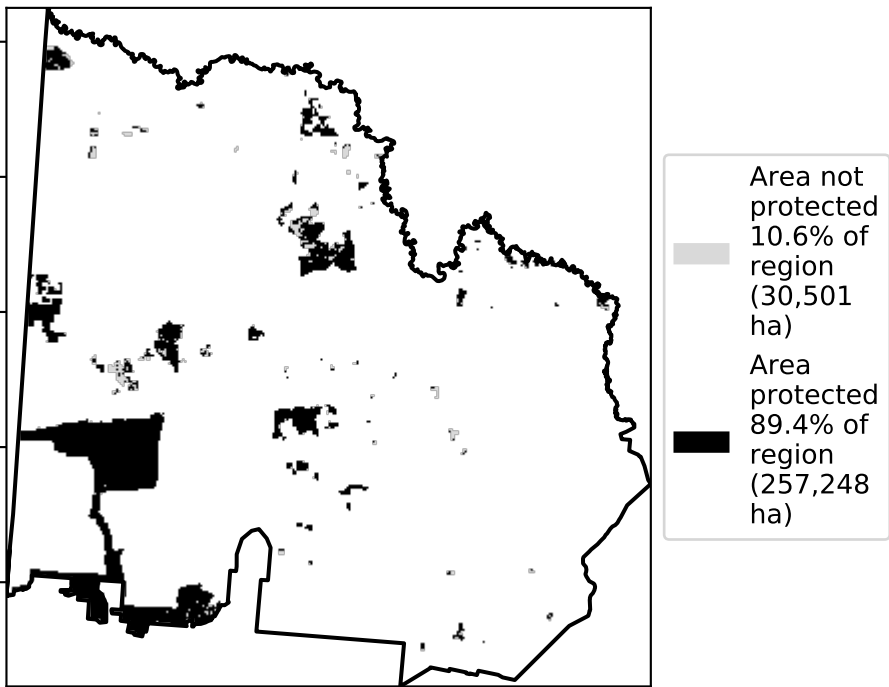 Area not
protected
10.6% of
region
(30,501
ha)
Area
protected
89.4% of
region
(257,248
ha)